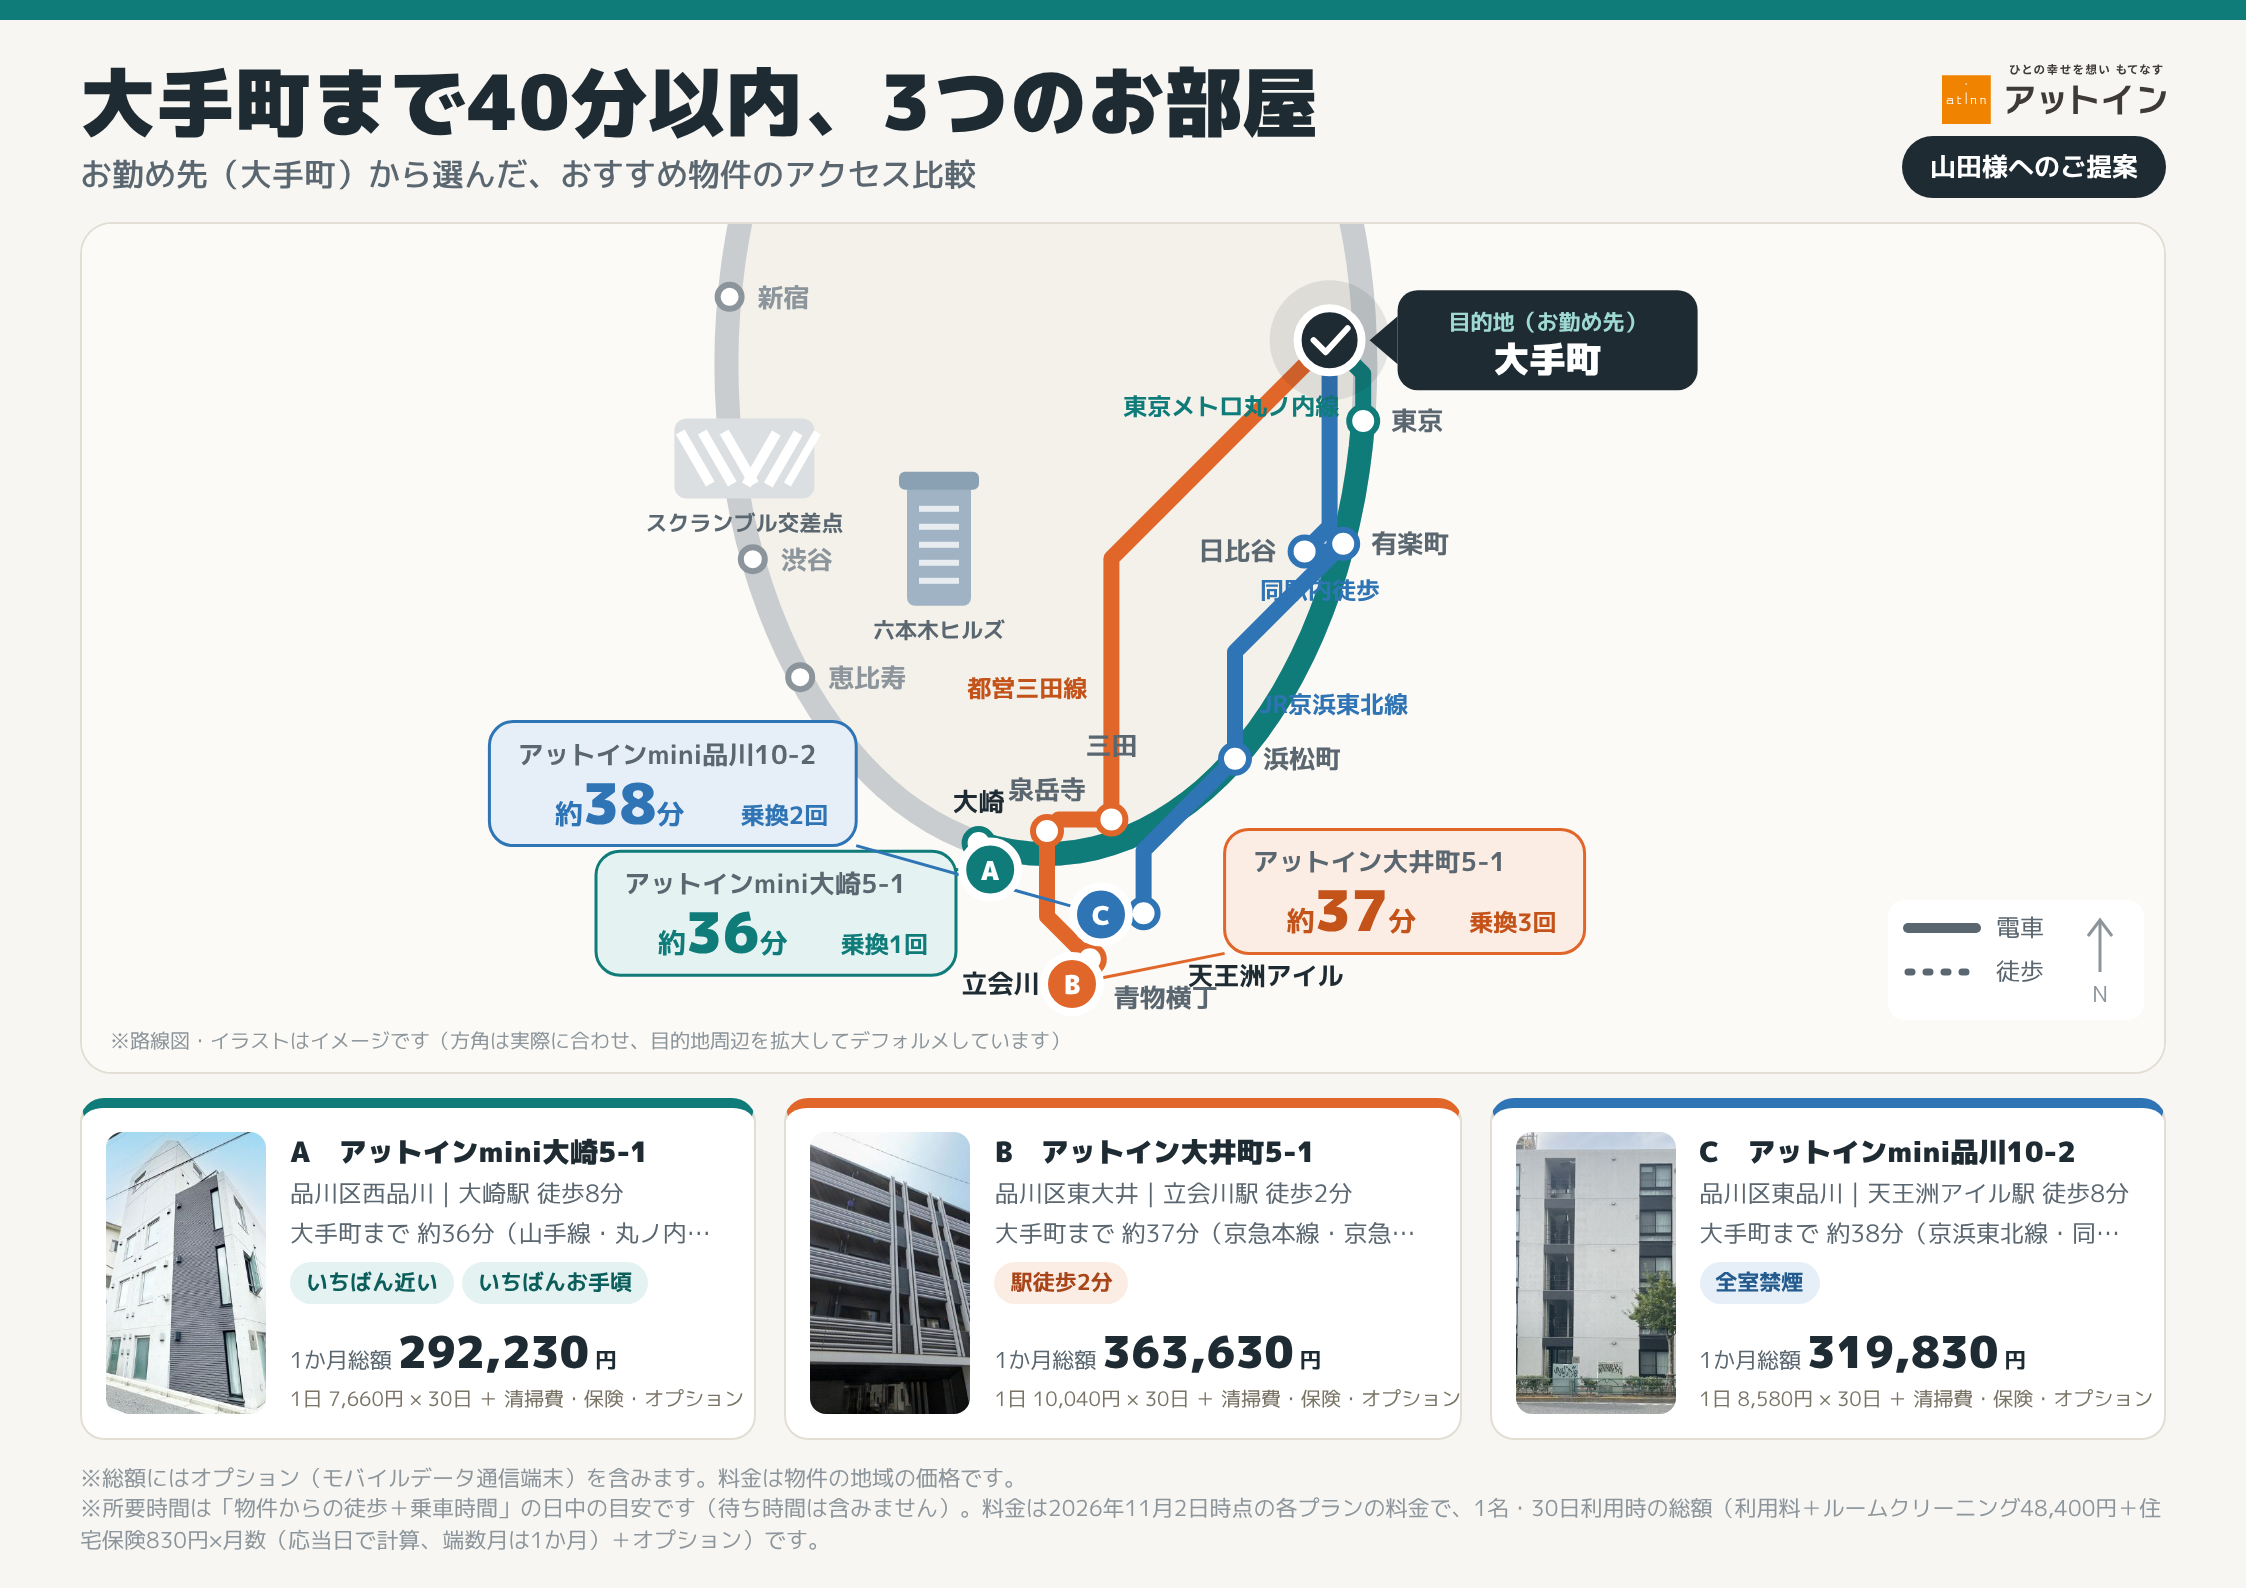 大手町まで40分以内、3つのお部屋
お勤め先（大手町）から選んだ、おすすめ物件のアクセス比較
ひとの幸せを想い もてなす
atInn
アットイン
山田様へのご提案
新宿
目的地（お勤め先）
大手町
東京メトロ丸ノ内線
東京
スクランブル交差点
渋谷
日比谷
有楽町
同駅内徒歩
六本木ヒルズ
恵比寿
都営三田線
JR京浜東北線
三田
浜松町
アットインmini品川10-2
約38分
乗換2回
大崎
泉岳寺
アットインmini大崎5-1
約36分
乗換1回
A
C
アットイン大井町5-1
約37分
乗換3回
立会川
B
天王洲アイル
青物横丁
電車
徒歩
N
※路線図・イラストはイメージです（方角は実際に合わせ、目的地周辺を拡大してデフォルメしています）
A　アットインmini大崎5-1
品川区西品川｜大崎駅 徒歩8分
大手町まで 約36分（山手線・丸ノ内…
いちばん近い
いちばんお手頃
1か月総額 292,230 円
1日 7,660円 × 30日 ＋ 清掃費・保険・オプション
B　アットイン大井町5-1
品川区東大井｜立会川駅 徒歩2分
大手町まで 約37分（京急本線・京急…
駅徒歩2分
1か月総額 363,630 円
1日 10,040円 × 30日 ＋ 清掃費・保険・オプション
C　アットインmini品川10-2
品川区東品川｜天王洲アイル駅 徒歩8分
大手町まで 約38分（京浜東北線・同…
全室禁煙
1か月総額 319,830 円
1日 8,580円 × 30日 ＋ 清掃費・保険・オプション
※総額にはオプション（モバイルデータ通信端末）を含みます。料金は物件の地域の価格です。
※所要時間は「物件からの徒歩＋乗車時間」の日中の目安です（待ち時間は含みません）。料金は2026年11月2日時点の各プランの料金で、1名・30日利用時の総額（利用料＋ルームクリーニング48,400円＋住
宅保険830円×月数（応当日で計算、端数月は1か月）＋オプション）です。